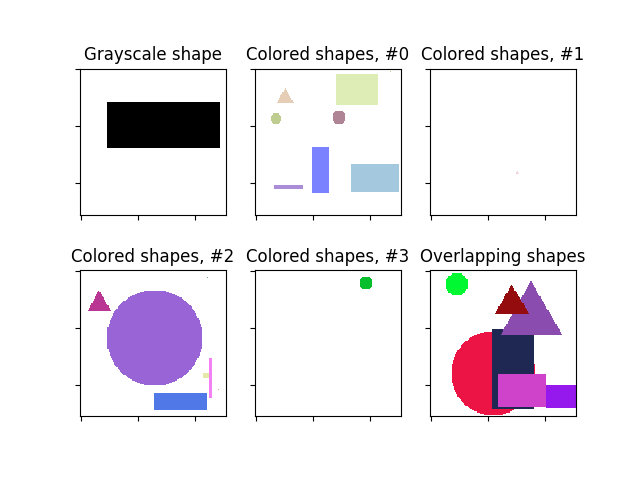 Grayscale shape
Colored shapes, #0
Colored shapes, #1
Colored shapes, #2
Colored shapes, #3
Overlapping shapes